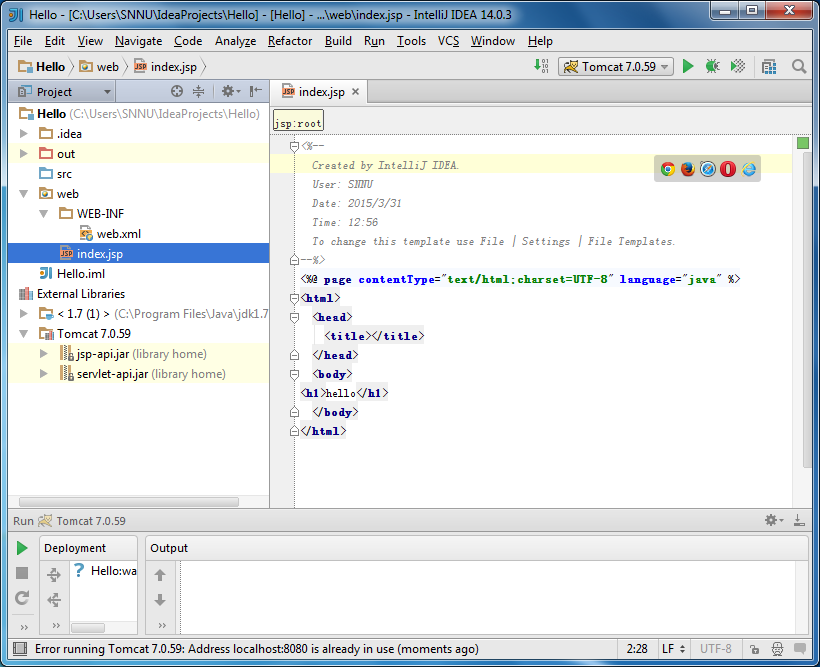 Hello - [C:\Users\SNNU\IdeaProjects\Hello] - [Hello] - ...\web\index.jsp - IntelliJ IDEA 14.0.3
File Edit View Navigate Code Analyze Refactor Build Run Tools VCS Window Help
Hello web index.jsp Tomcat 7.0.59
Project
Hello (C:\Users\SNNU\IdeaProjects\Hello)
.idea
out
src
web
WEB-INF
web.xml
index.jsp
Hello.iml
External Libraries
< 1.7 (1) > (C:\Program Files\Java\jdk1.7
Tomcat 7.0.59
jsp-api.jar (library home)
servlet-api.jar (library home)
index.jsp
jsp:root
<%--
Created by IntelliJ IDEA.
User: SNNU
Date: 2015/3/31
Time: 12:56
To change this template use File | Settings | File Templates.
--%>
<%@ page contentType="text/html;charset=UTF-8" language="java" %>
<html>
<head>
<title></title>
</head>
<body>
<h1>hello</h1>
</body>
</html>
Run Tomcat 7.0.59
Deployment
Hello:wa
Output
Error running Tomcat 7.0.59: Address localhost:8080 is already in use (moments ago) 2:28 LF UTF-8